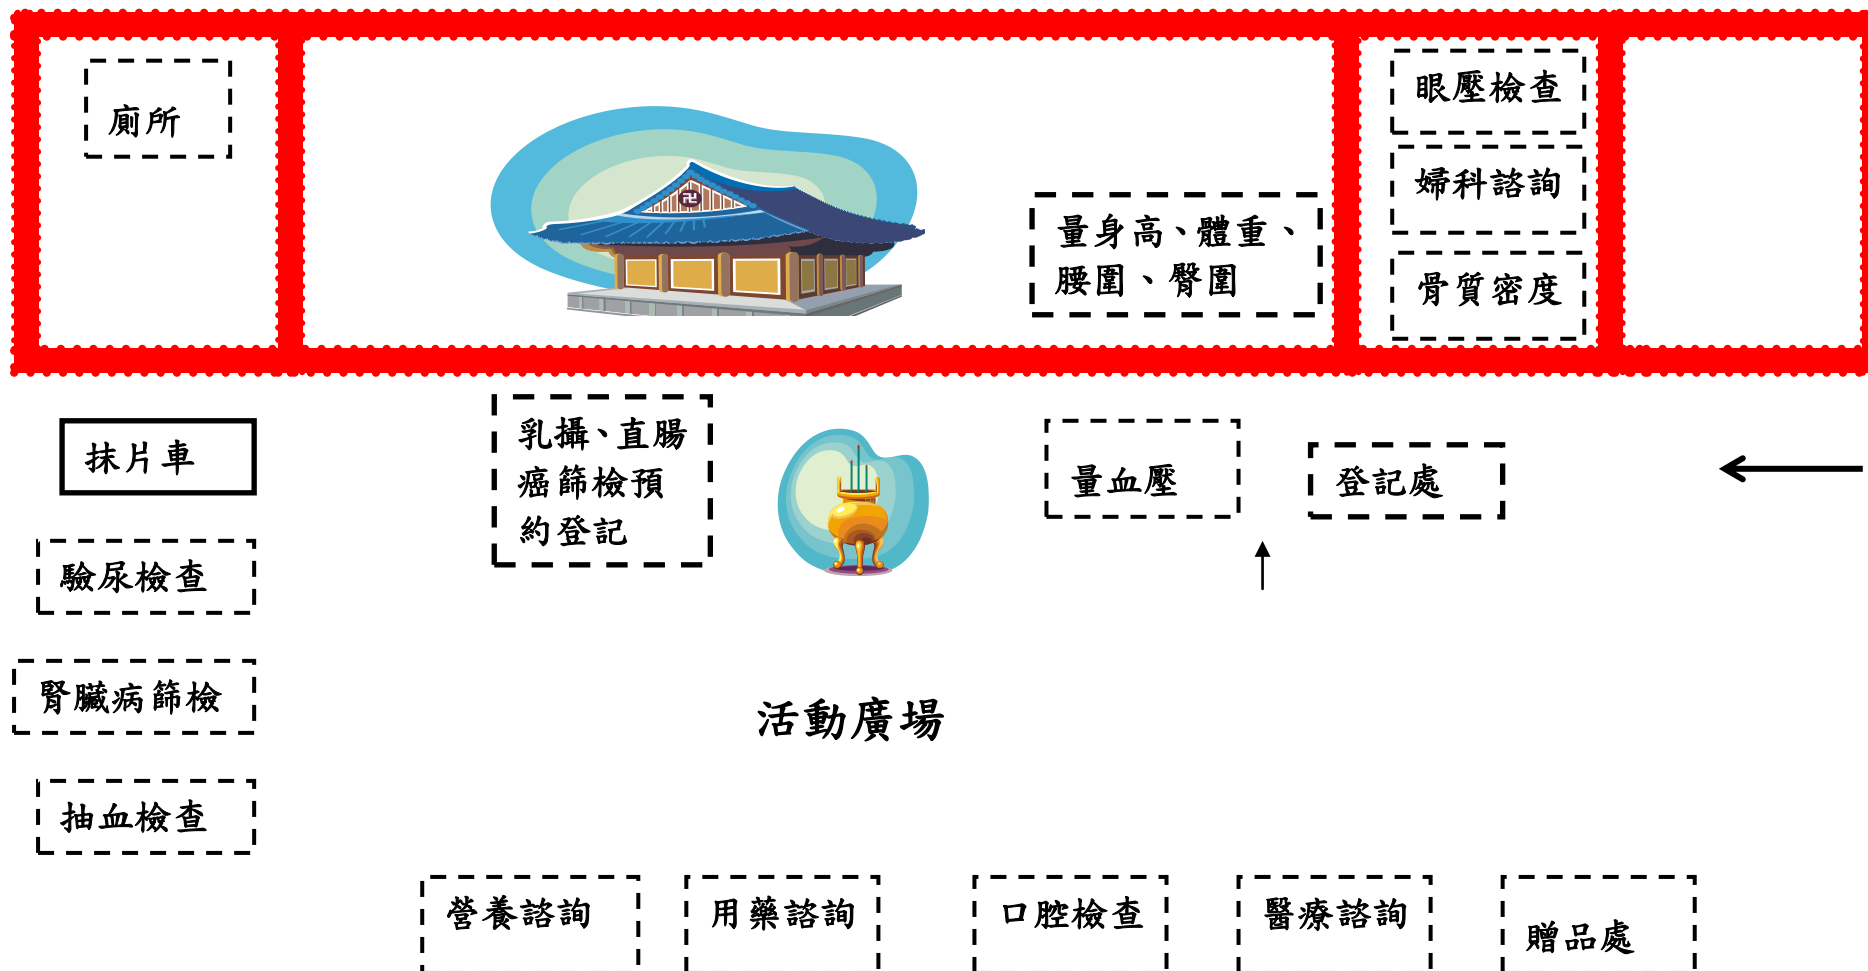 廁所
眼壓檢查
婦科諮詢
骨質密度
量身高、體重、
腰圍、臀圍
抹片車
乳攝、直腸
癌篩檢預
約登記
量血壓
登記處
驗尿檢查
腎臟病篩檢
活動廣場
抽血檢查
營養諮詢
用藥諮詢
口腔檢查
醫療諮詢
贈品處